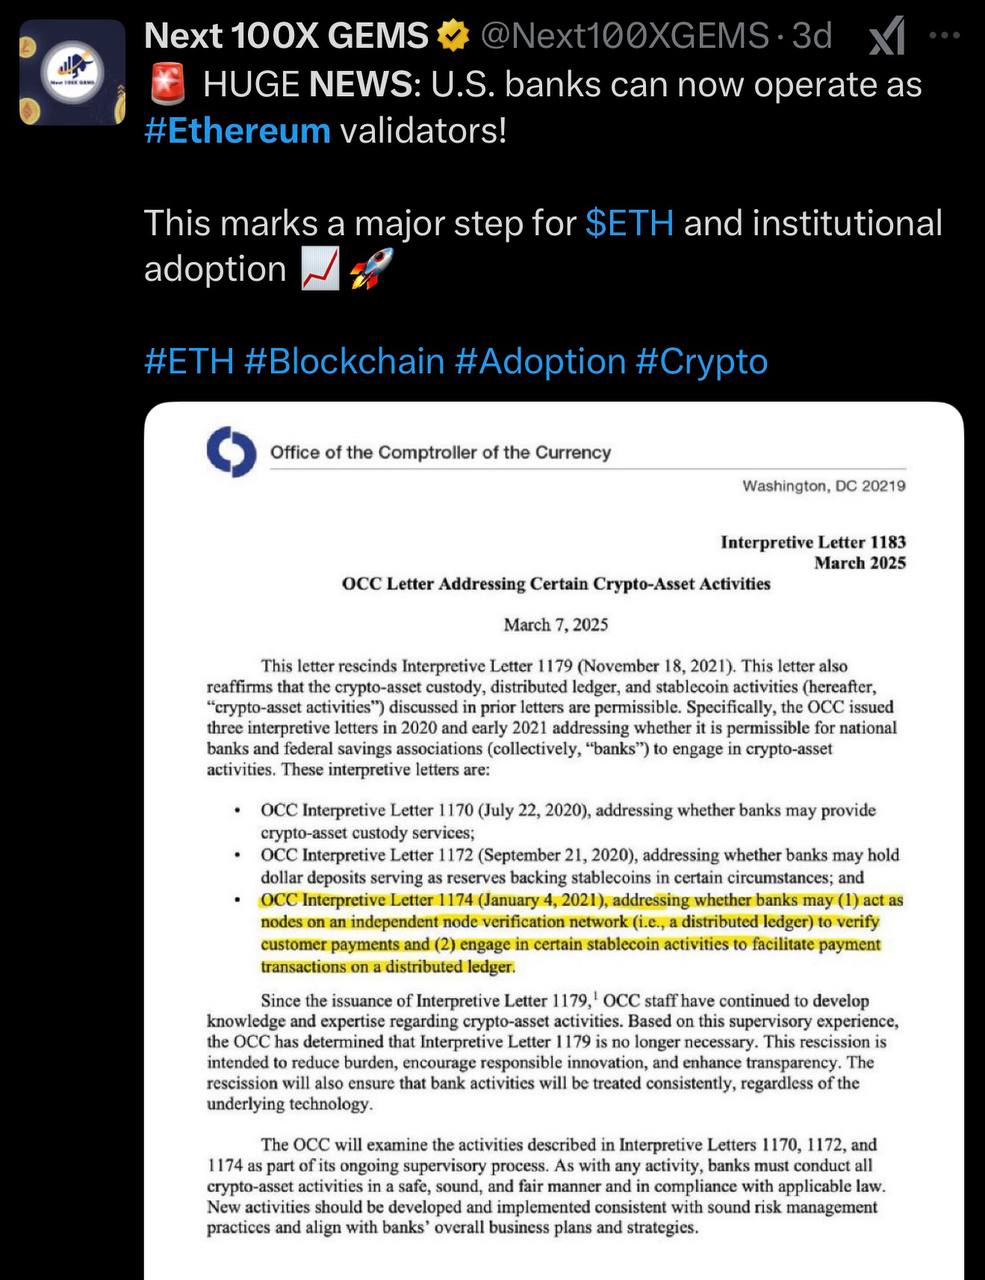 Next 100X GEMS @Next100XGEMS · 3d
HUGE NEWS: U.S. banks can now operate as
#Ethereum validators!
This marks a major step for $ETH and institutional
adoption
#ETH #Blockchain #Adoption #Crypto
Office of the Comptroller of the Currency
Washington, DC 20219
Interpretive Letter 1183
March 2025
OCC Letter Addressing Certain Crypto-Asset Activities
March 7, 2025
This letter rescinds Interpretive Letter 1179 (November 18, 2021). This letter also
reaffirms that the crypto-asset custody, distributed ledger, and stablecoin activities (hereafter,
“crypto-asset activities”) discussed in prior letters are permissible. Specifically, the OCC issued
three interpretive letters in 2020 and early 2021 addressing whether it is permissible for national
banks and federal savings associations (collectively, “banks”) to engage in crypto-asset
activities. These interpretive letters are:
• OCC Interpretive Letter 1170 (July 22, 2020), addressing whether banks may provide
crypto-asset custody services;
• OCC Interpretive Letter 1172 (September 21, 2020), addressing whether banks may hold
dollar deposits serving as reserves backing stablecoins in certain circumstances; and
• OCC Interpretive Letter 1174 (January 4, 2021), addressing whether banks may (1) act as
nodes on an independent node verification network (i.e., a distributed ledger) to verify
customer payments and (2) engage in certain stablecoin activities to facilitate payment
transactions on a distributed ledger.
Since the issuance of Interpretive Letter 1179,¹ OCC staff have continued to develop
knowledge and expertise regarding crypto-asset activities. Based on this supervisory experience,
the OCC has determined that Interpretive Letter 1179 is no longer necessary. This rescission is
intended to reduce burden, encourage responsible innovation, and enhance transparency. The
rescission will also ensure that bank activities will be treated consistently, regardless of the
underlying technology.
The OCC will examine the activities described in Interpretive Letters 1170, 1172, and
1174 as part of its ongoing supervisory process. As with any activity, banks must conduct all
crypto-asset activities in a safe, sound, and fair manner and in compliance with applicable law.
New activities should be developed and implemented consistent with sound risk management
practices and align with banks’ overall business plans and strategies.